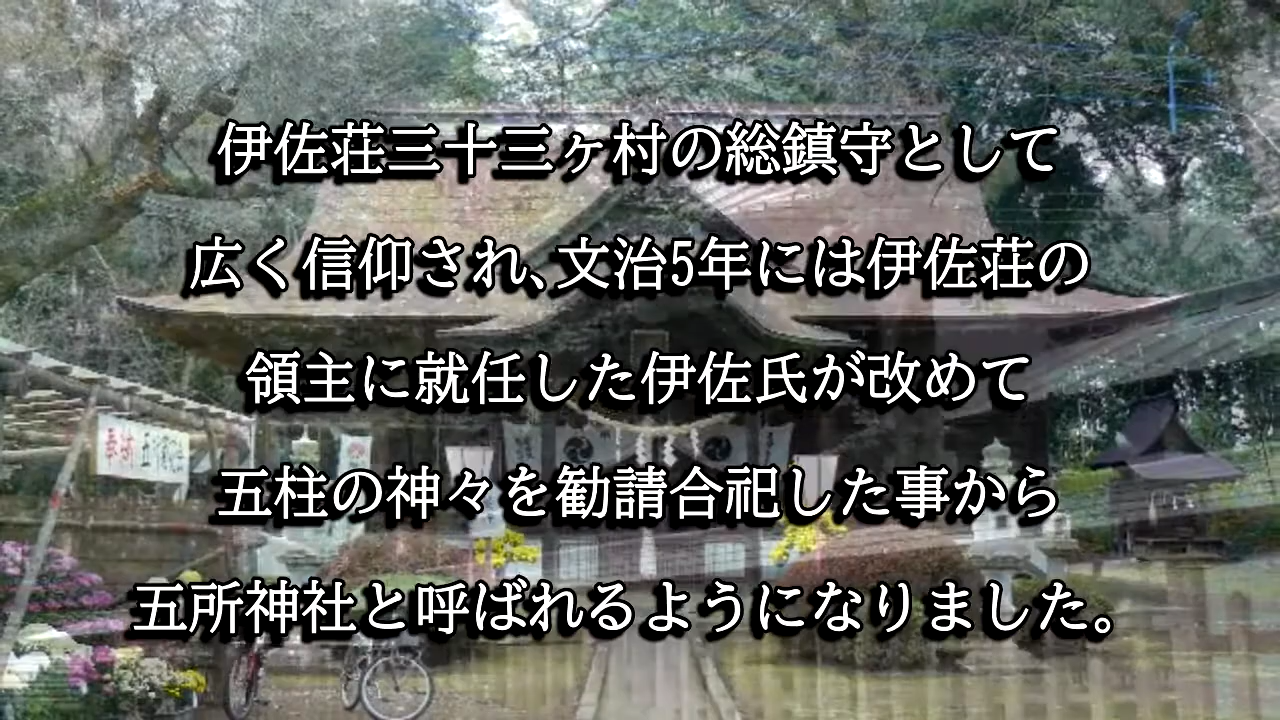 伊佐荘三十三ヶ村の総鎮守として
広く信仰され、文治5年には伊佐荘の
領主に就任した伊佐氏が改めて
五柱の神々を勧請合祀した事から
五所神社と呼ばれるようになりました。